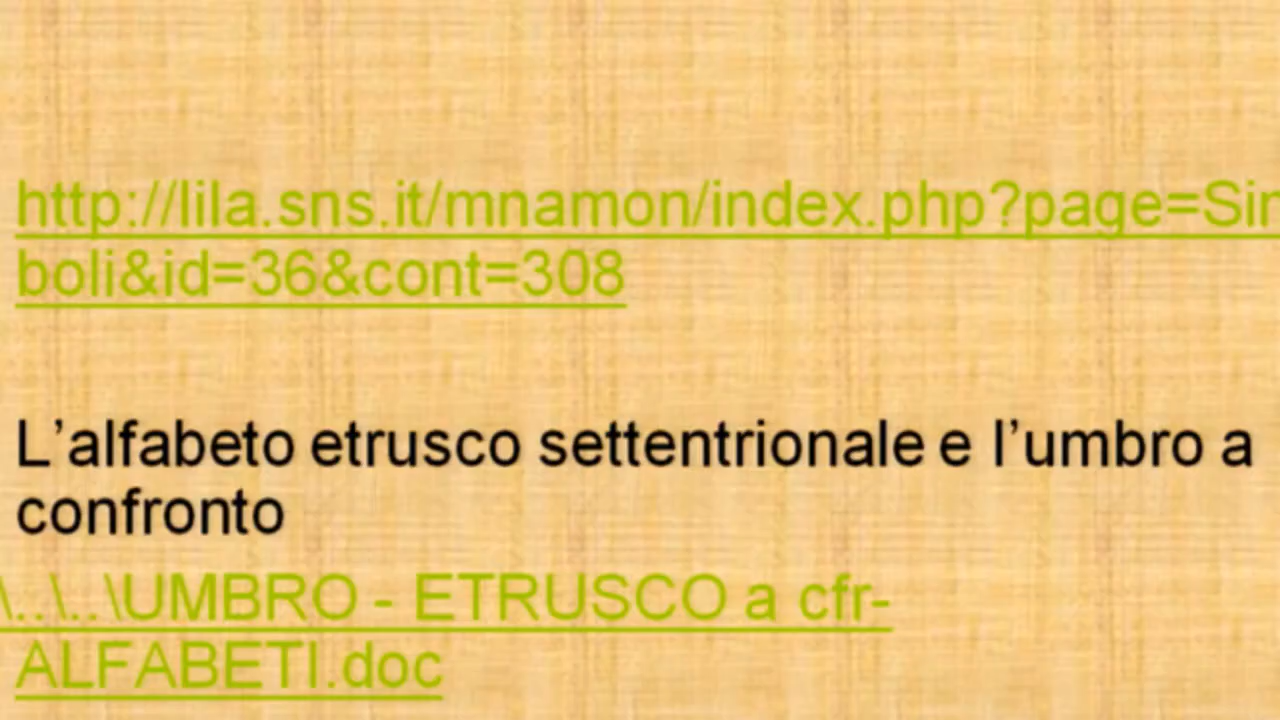 http://lila.sns.it/mnamon/index.php?page=Sim
boli&id=36&cont=308
L’alfabeto etrusco settentrionale e l’umbro a
confronto
\..\..\UMBRO - ETRUSCO a cfr-
ALFABETI.doc